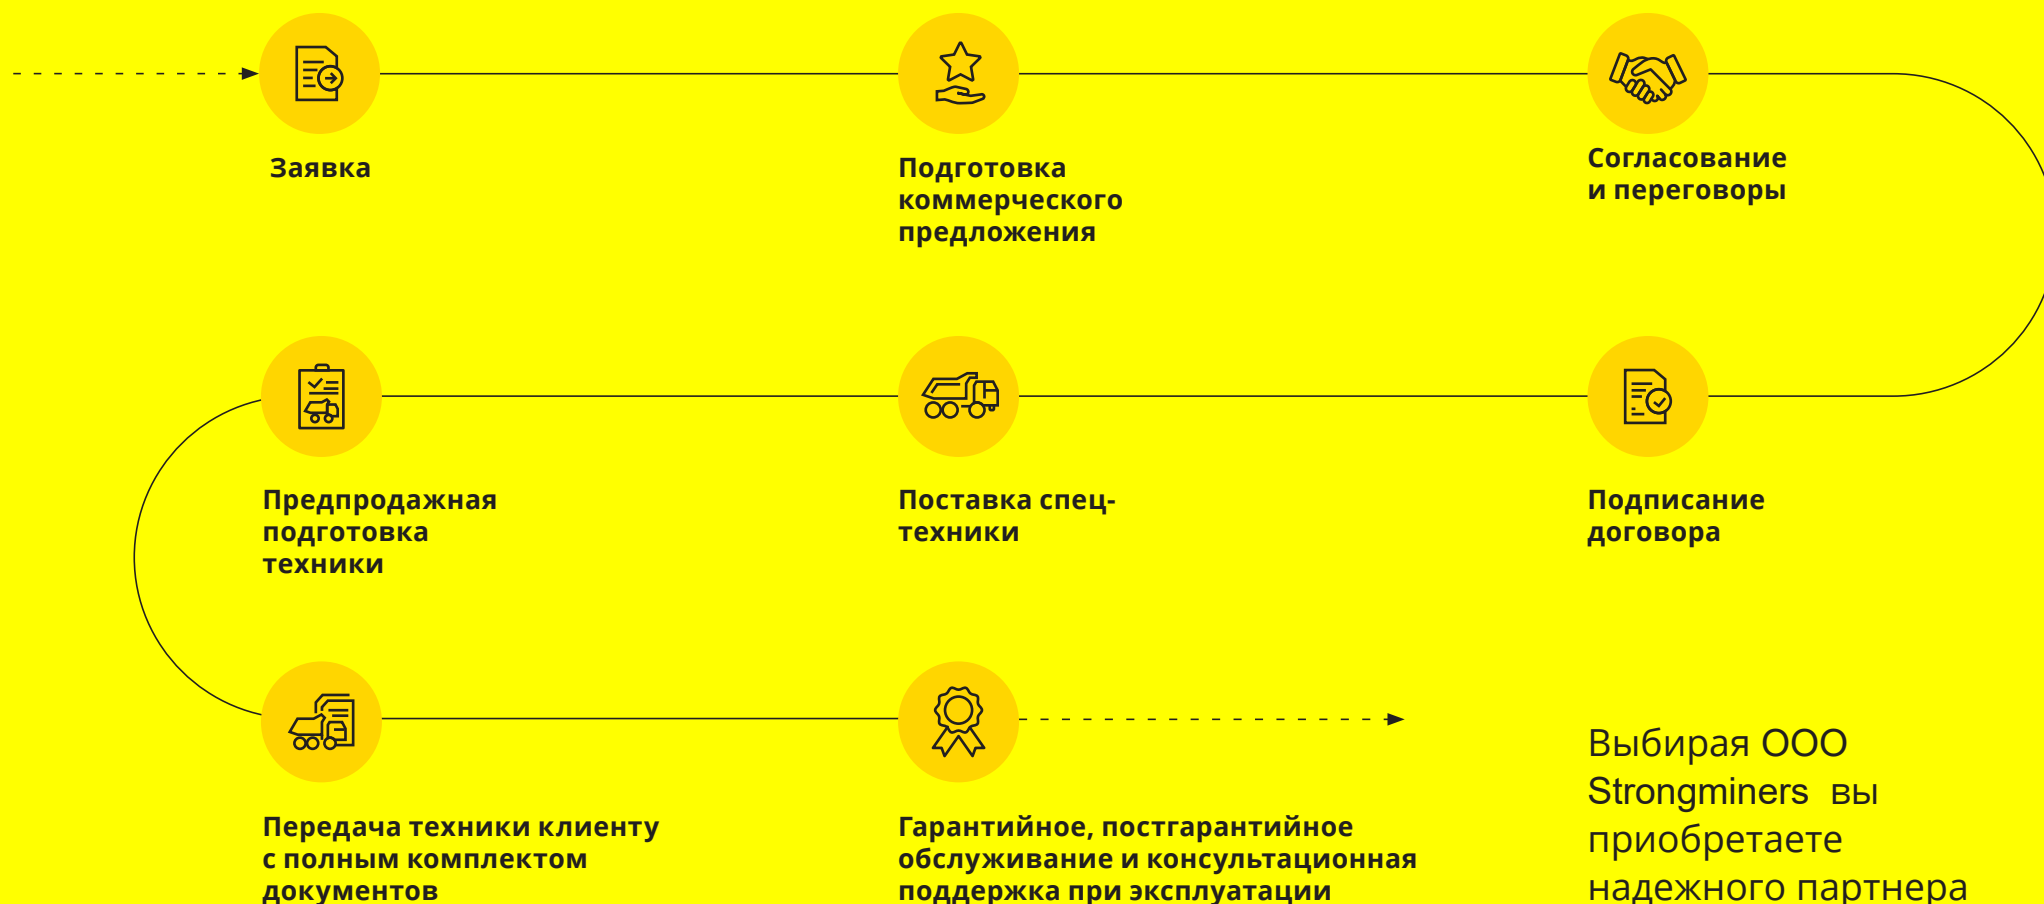 Заявка
Подготовка
коммерческого
предложения
Согласование
и переговоры
Предпродажная
подготовка
техники
Поставка спец-
техники
Подписание
договора
Передача техники клиенту
с полным комплектом
документов
Гарантийное, постгарантийное
обслуживание и консультационная
поддержка при эксплуатации
Выбирая ООО
Strongminers вы
приобретаете
надежного партнера